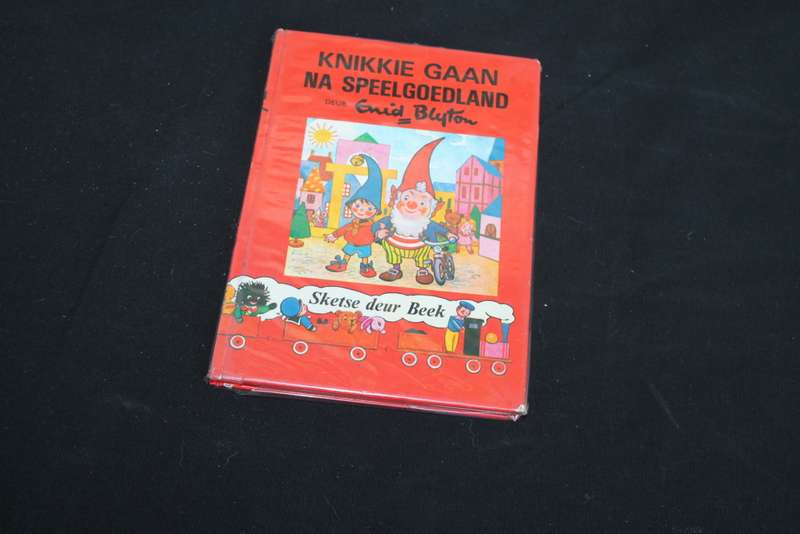 KNIKKIE GAAN
NA SPEELGOEDLAND
DEUR Enid Blyton
Sketse deur Beek